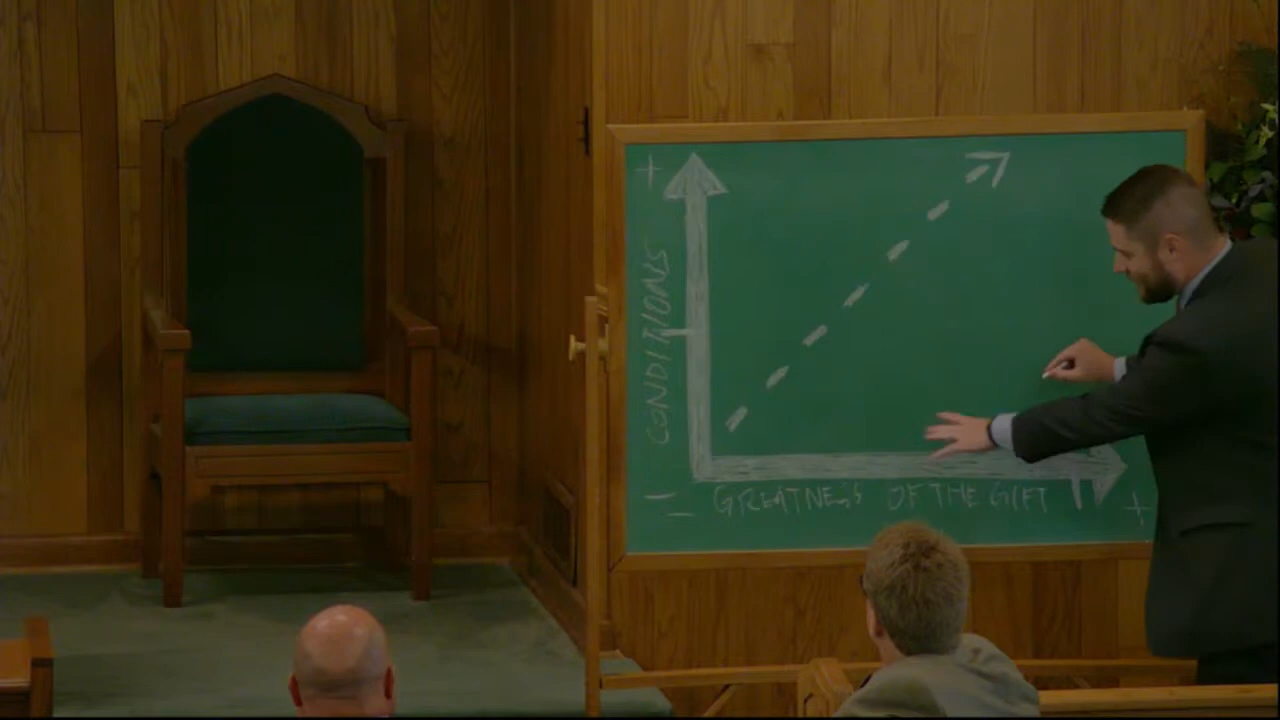 +
CONDITIONS
–
–
GREATNESS OF THE GIFT
+